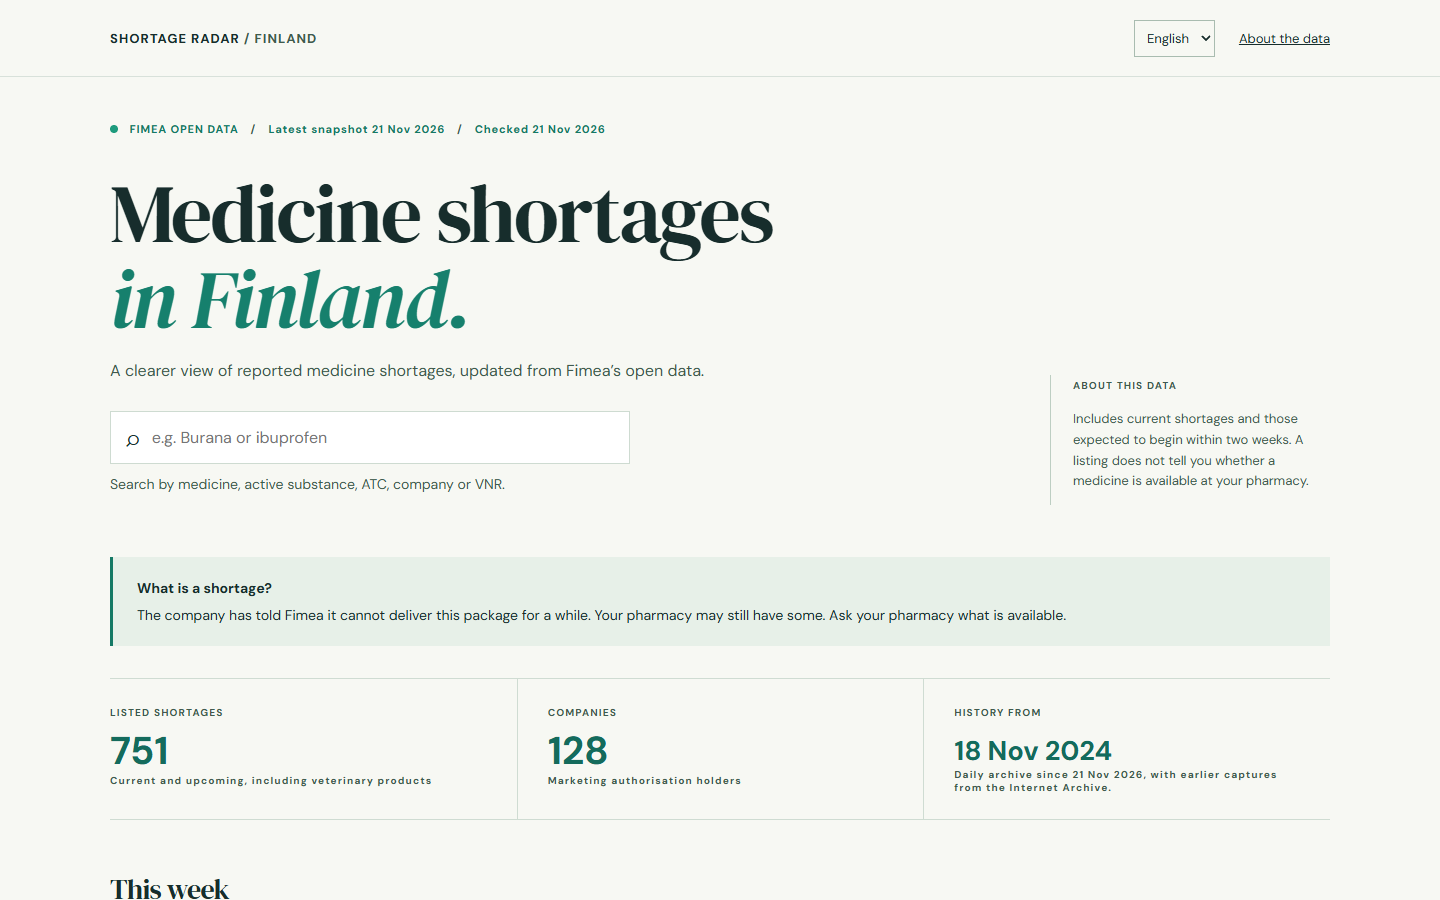 SHORTAGE RADAR / FINLAND
English
About the data
FIMEA OPEN DATA / Latest snapshot 21 Nov 2026 / Checked 21 Nov 2026
Medicine shortages
in Finland.
A clearer view of reported medicine shortages, updated from Fimea’s open data.
e.g. Burana or ibuprofen
Search by medicine, active substance, ATC, company or VNR.
ABOUT THIS DATA
Includes current shortages and those
expected to begin within two weeks. A
listing does not tell you whether a
medicine is available at your pharmacy.
What is a shortage?
The company has told Fimea it cannot deliver this package for a while. Your pharmacy may still have some. Ask your pharmacy what is available.
LISTED SHORTAGES
751
Current and upcoming, including veterinary products
COMPANIES
128
Marketing authorisation holders
HISTORY FROM
18 Nov 2024
Daily archive since 21 Nov 2026, with earlier captures
from the Internet Archive.
This week